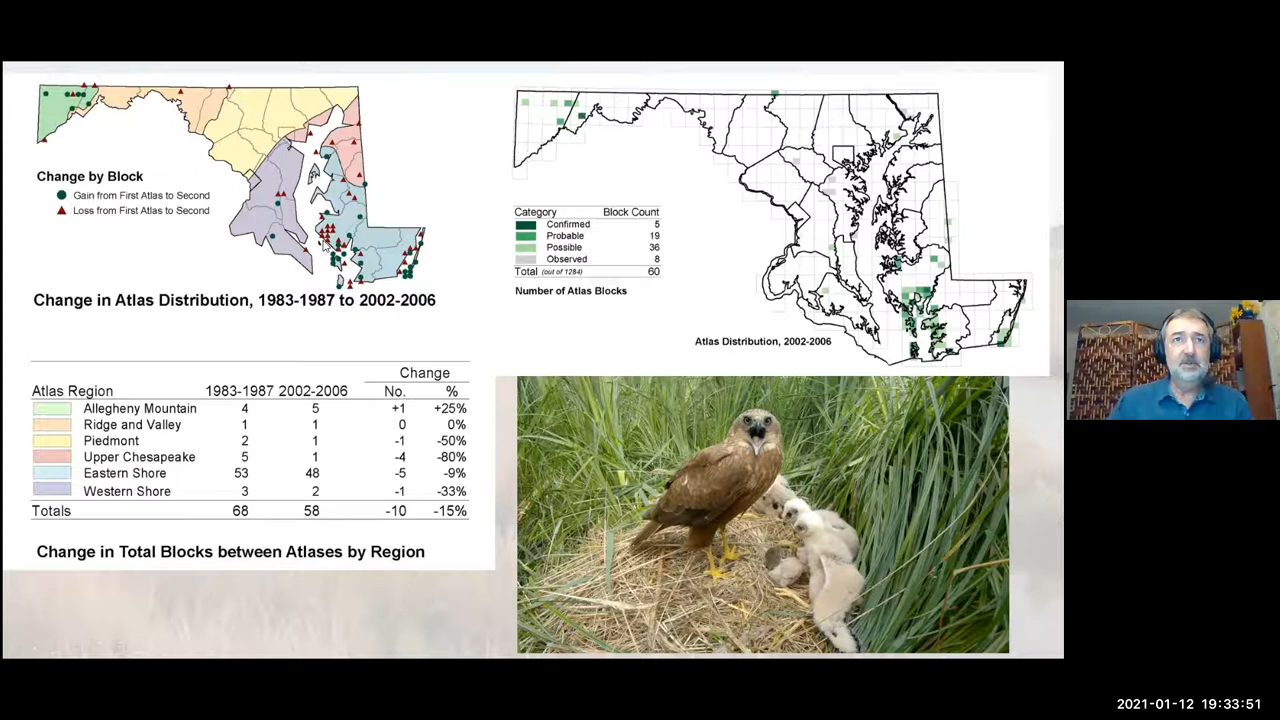 Change by Block
Gain from First Atlas to Second
Loss from First Atlas to Second
Change in Atlas Distribution, 1983-1987 to 2002-2006
Change
Atlas Region 1983-1987 2002-2006 No. %
Allegheny Mountain 4 5 +1 +25%
Ridge and Valley 1 1 0 0%
Piedmont 2 1 -1 -50%
Upper Chesapeake 5 1 -4 -80%
Eastern Shore 53 48 -5 -9%
Western Shore 3 2 -1 -33%
Totals 68 58 -10 -15%
Change in Total Blocks between Atlases by Region
Category Block Count
Confirmed 5
Probable 19
Possible 36
Observed 8
Total (out of 1284) 60
Number of Atlas Blocks
Atlas Distribution, 2002-2006
2021-01-12 19:33:51